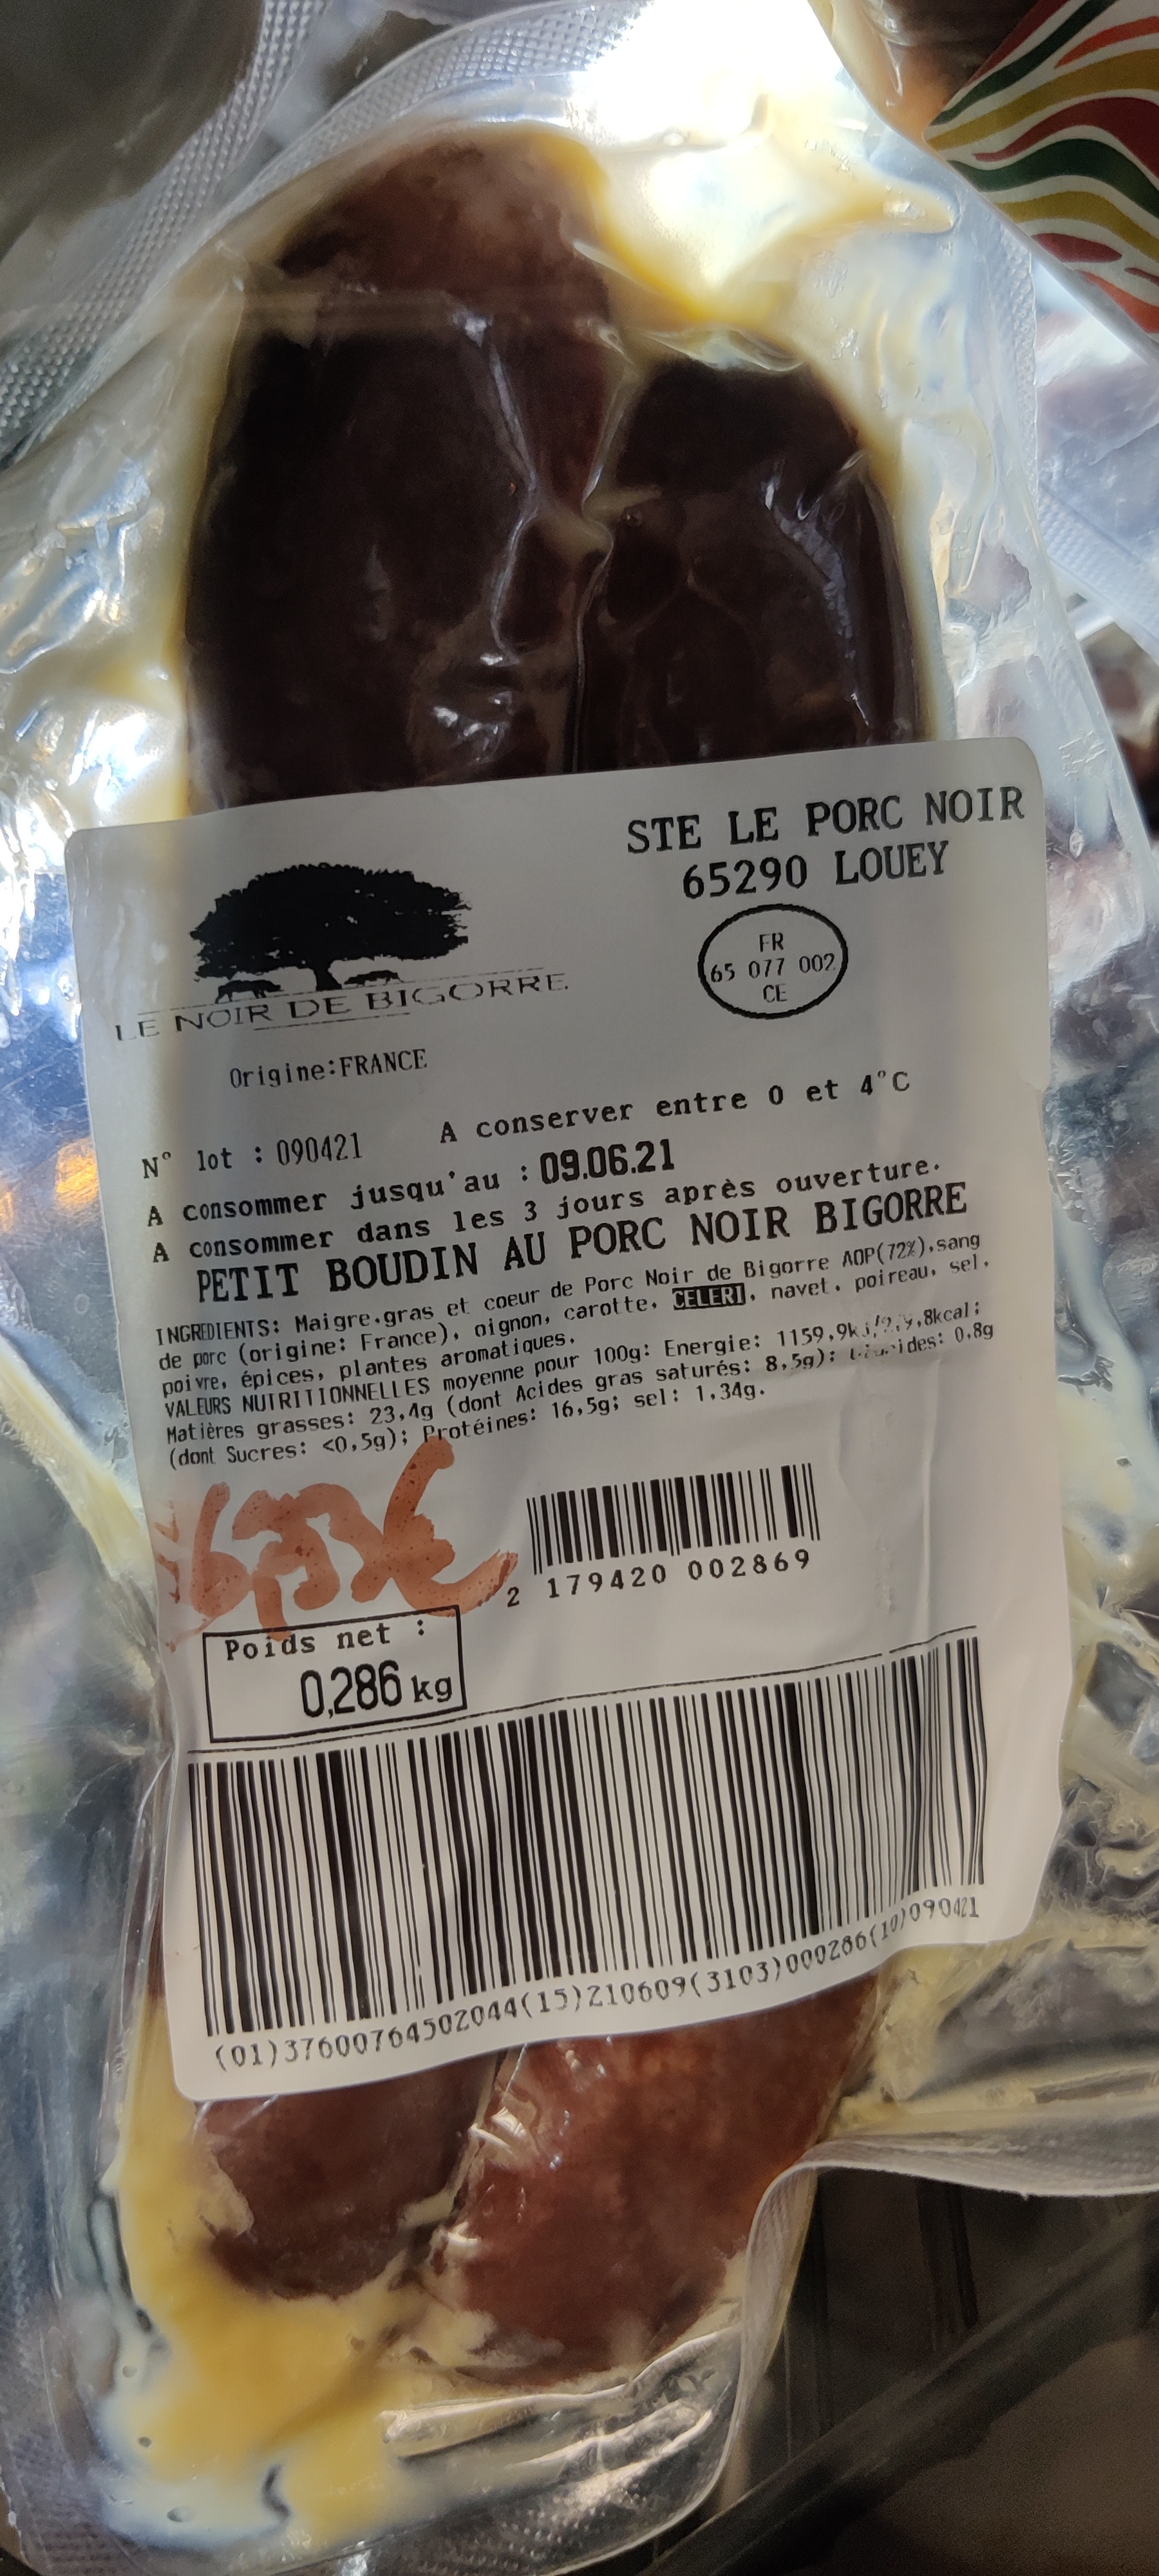 STE LE PORC NOIR
65290 LOUEY
FR
65 077 002
CE
LE NOIR DE BIGORRE
Origine:FRANCE
N° lot : 090421 A conserver entre 0 et 4°C
A consommer jusqu'au : 09.06.21
A consommer dans les 3 jours après ouverture.
PETIT BOUDIN AU PORC NOIR BIGORRE
INGREDIENTS: Maigre,gras et coeur de Porc Noir de Bigorre AOP(72%),sang
de porc (origine: France), oignon, carotte, CELERI, navet, poireau, sel,
poivre, épices, plantes aromatiques.
VALEURS NUTRITIONNELLES moyenne pour 100g: Energie: 1159,9kj/
Matières grasses: 23,4g (dont Acides gras saturés: 8,5g); 0,8g
(dont Sucres: <0,5g); Protéines: 16,5g; sel: 1,34g.
2 179420 002869
Poids net :
0,286 kg
(01)37600764502044(15)210609(3103)000286(10)090421